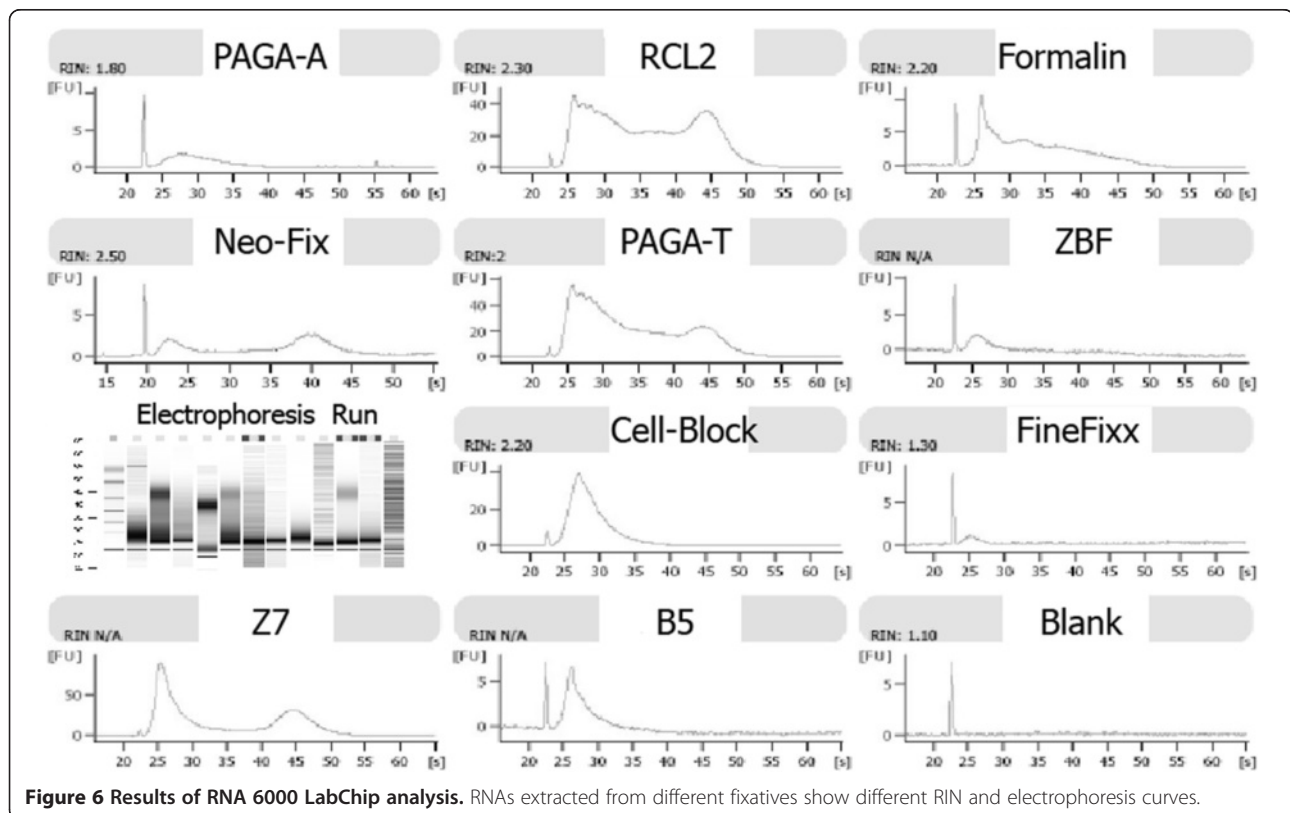 PAGA-A RCL2 Formalin
RIN: 1.80 RIN: 2.30 RIN: 2.20
[FU] [FU] [FU]
5 40 5
20
0 0 0
20 25 30 35 40 45 50 55 60 [s] 20 25 30 35 40 45 50 55 60 [s] 20 25 30 35 40 45 50 55 60 [s]
Neo-Fix PAGA-T ZBF
RIN: 2.50 RIN:2 RIN N/A
[FU] [FU] [FU]
5 40 5
20
0 0 0
15 20 25 30 35 40 45 50 [s] 20 25 30 35 40 45 50 55 60 [s] 20 25 30 35 40 45 50 55 60 [s]
Electrophoresis Run Cell-Block FineFixx
RIN: 2.20 RIN: 1.30
[FU] [FU]
20 5
0 0
20 25 30 35 40 45 50 55 60 [s] 20 25 30 35 40 45 50 55 60 [s]
Z7 B5 Blank
RIN N/A RIN N/A RIN: 1.10
[FU] [FU] [FU]
50 5 5
0 0 0
20 25 30 35 40 45 50 55 60 [s] 20 25 30 35 40 45 50 55 60 [s] 20 25 30 35 40 45 50 55 60 [s]
Figure 6 Results of RNA 6000 LabChip analysis. RNAs extracted from different fixatives show different RIN and electrophoresis curves.